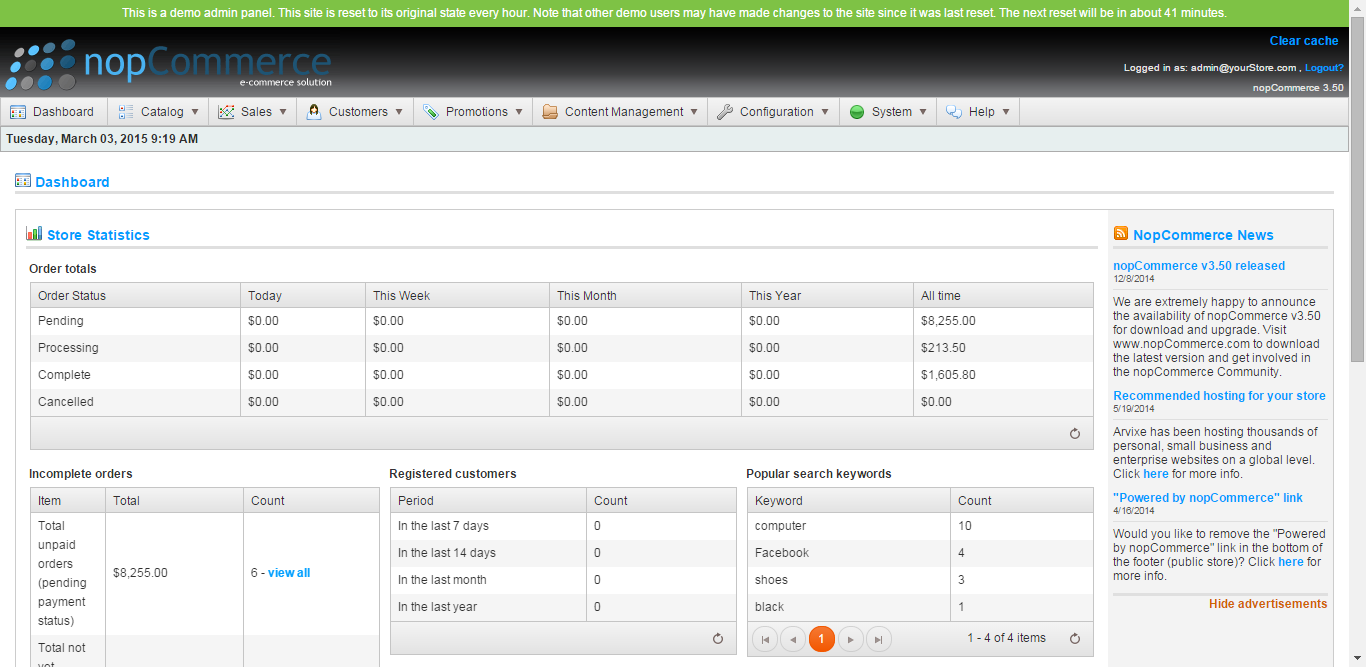 This is a demo admin panel. This site is reset to its original state every hour. Note that other demo users may have made changes to the site since it was last reset. The next reset will be in about 41 minutes.
nopCommerce
e-commerce solution
Clear cache
Logged in as: admin@yourStore.com , Logout?
nopCommerce 3.50
Dashboard Catalog Sales Customers Promotions Content Management Configuration System Help
Tuesday, March 03, 2015 9:19 AM
Dashboard
Store Statistics
Order totals
Order Status Today This Week This Month This Year All time
Pending $0.00 $0.00 $0.00 $0.00 $8,255.00
Processing $0.00 $0.00 $0.00 $0.00 $213.50
Complete $0.00 $0.00 $0.00 $0.00 $1,605.80
Cancelled $0.00 $0.00 $0.00 $0.00 $0.00
Incomplete orders
Item Total Count
Total
unpaid
orders
(pending
payment
status)
$8,255.00 6 - view all
Total not
yet
Registered customers
Period Count
In the last 7 days 0
In the last 14 days 0
In the last month 0
In the last year 0
Popular search keywords
Keyword Count
computer 10
Facebook 4
shoes 3
black 1
1 1 - 4 of 4 items
NopCommerce News
nopCommerce v3.50 released
12/8/2014
We are extremely happy to announce
the availability of nopCommerce v3.50
for download and upgrade. Visit
www.nopCommerce.com to download
the latest version and get involved in
the nopCommerce Community.
Recommended hosting for your store
5/19/2014
Arvixe has been hosting thousands of
personal, small business and
enterprise websites on a global level.
Click here for more info.
"Powered by nopCommerce" link
4/16/2014
Would you like to remove the "Powered
by nopCommerce" link in the bottom of
the footer (public store)? Click here for
more info.
Hide advertisements